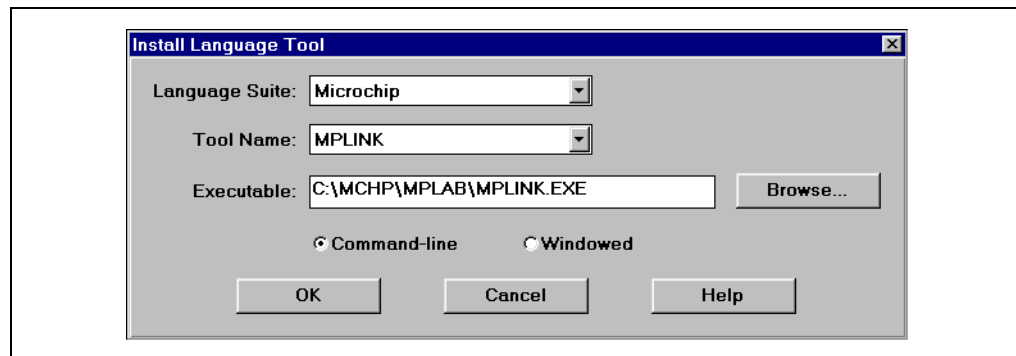 Install Language Tool
Language Suite: Microchip
Tool Name: MPLINK
Executable: C:\MCHP\MPLAB\MPLINK.EXE Browse...
Command-line Windowed
OK Cancel Help